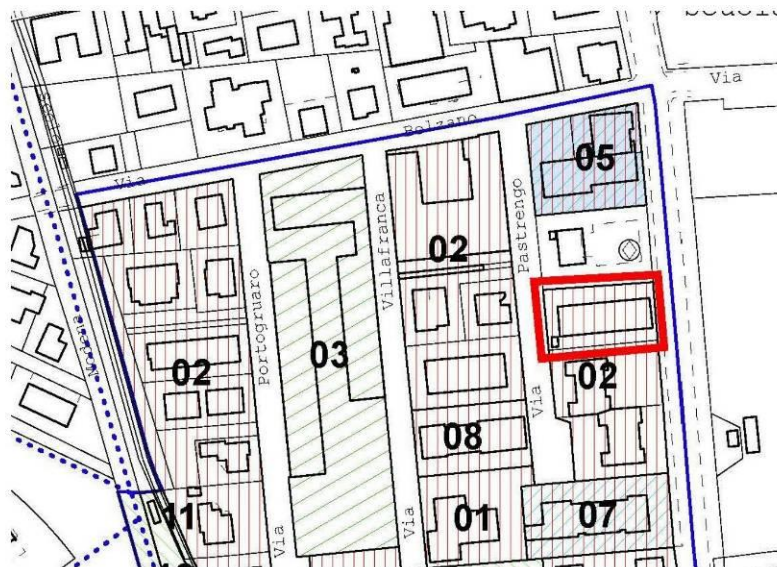 Via
Bolzano
Via
05
Pastrengo
Villafranca
02
Portogruaro
03
02
02
Modena
08
Via
11
01
07
Via
Via